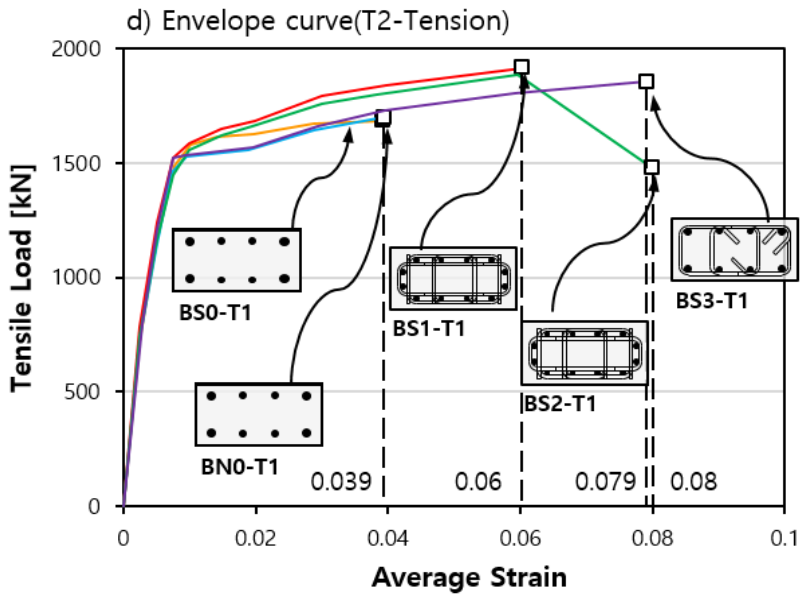 d) Envelope curve(T2-Tension)
2000
1500
1000
500
0
Tensile Load [kN]
BS0-T1
BN0-T1
BS1-T1
BS2-T1
BS3-T1
0.039
0.06
0.079
0.08
0
0.02
0.04
0.06
0.08
0.1
Average Strain